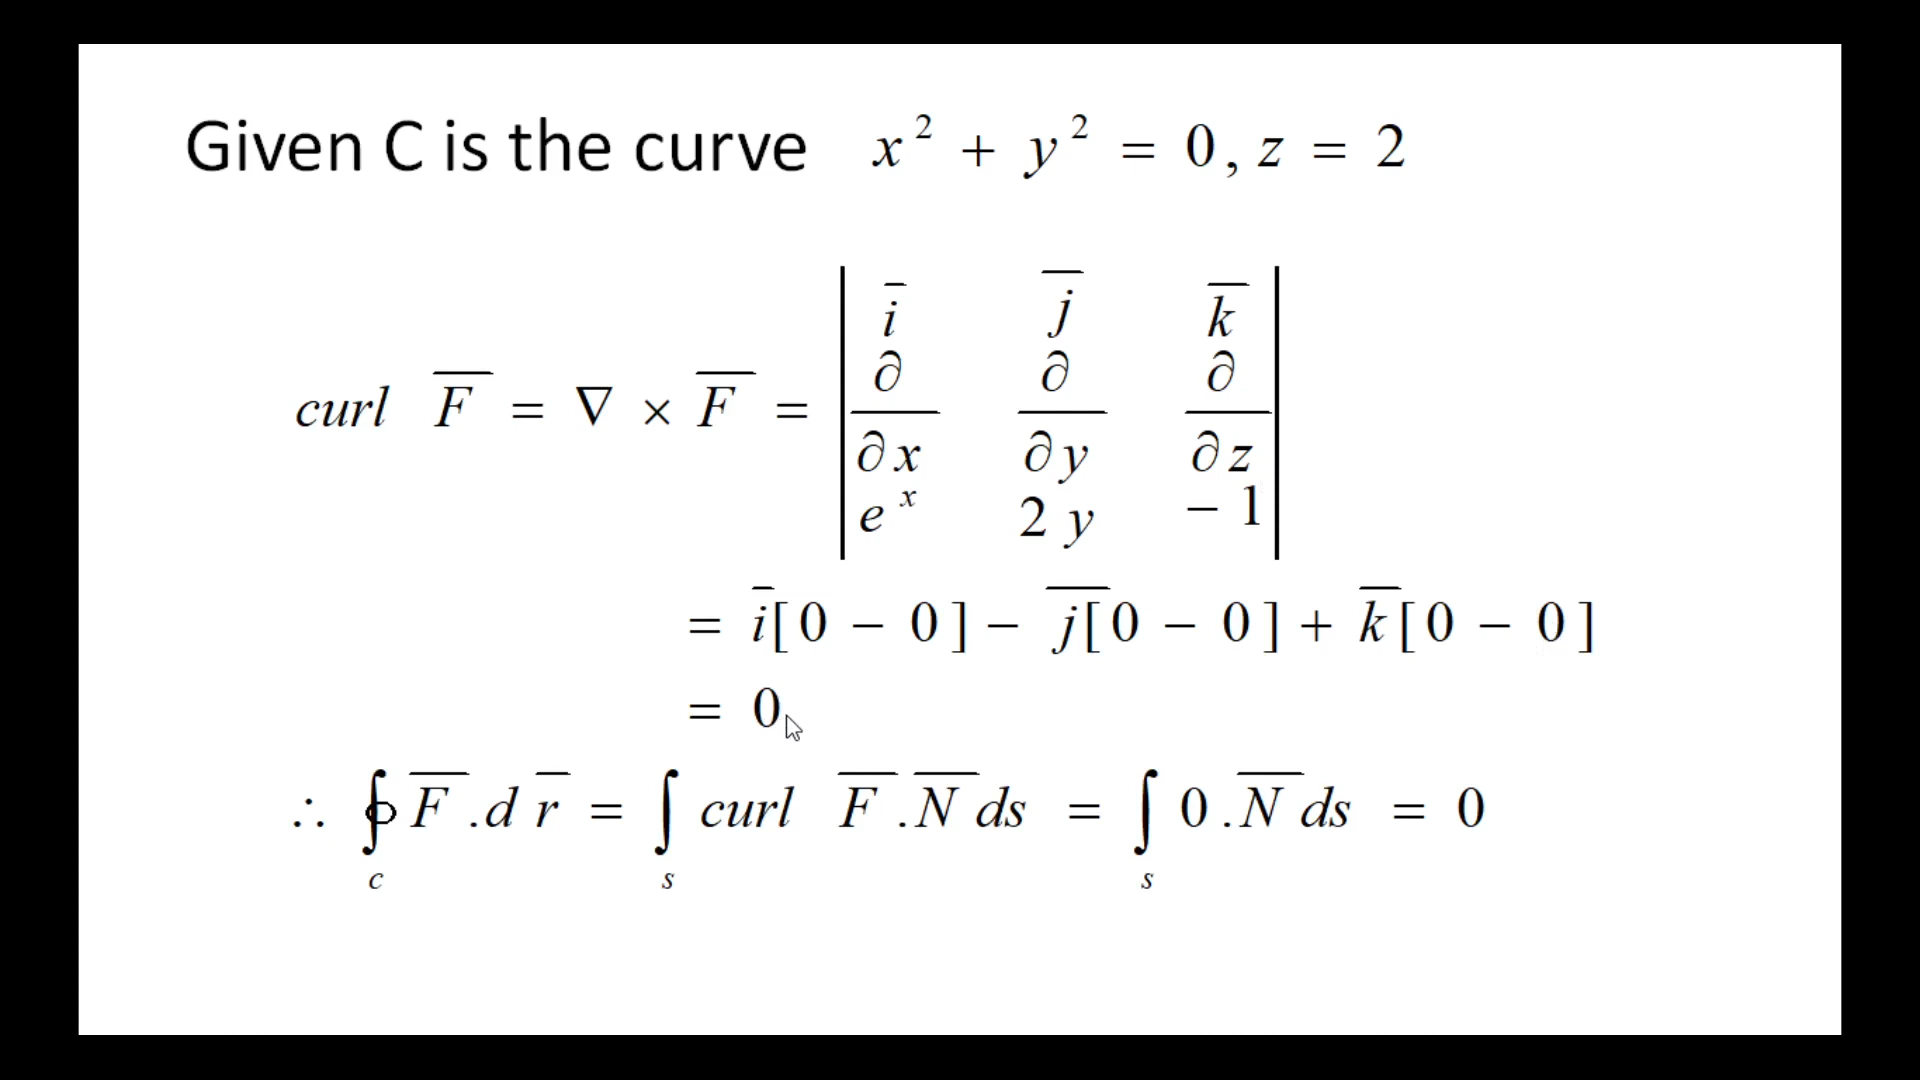 Given C is the curve x² + y² = 0, z = 2
curl F̅ = ∇ × F̅ = | i̅ j̅ k̅ |
| ∂/∂x ∂/∂y ∂/∂z |
| eˣ 2y −1 |
= i̅[0 − 0] − j̅[0 − 0] + k̅[0 − 0]
= 0
∴ ∮_c F̅ . d r̅ = ∫_s curl F̅ . N̅ ds = ∫_s 0 . N̅ ds = 0